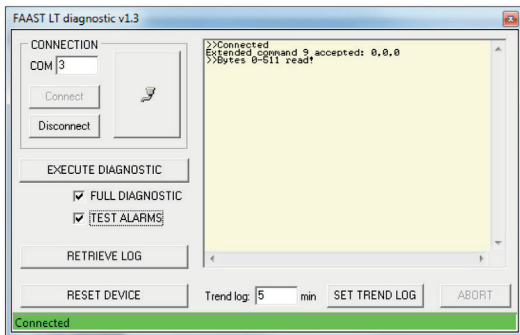 FAAST LT diagnostic v1.3
CONNECTION
COM 3
Connect
Disconnect
EXECUTE DIAGNOSTIC
FULL DIAGNOSTIC
TEST ALARMS
RETRIEVE LOG
RESET DEVICE
>>Connected
Extended command 9 accepted: 0,0,0
>>Bytes 0-511 read!
Trend log: 5 min SET TREND LOG ABORT
Connected